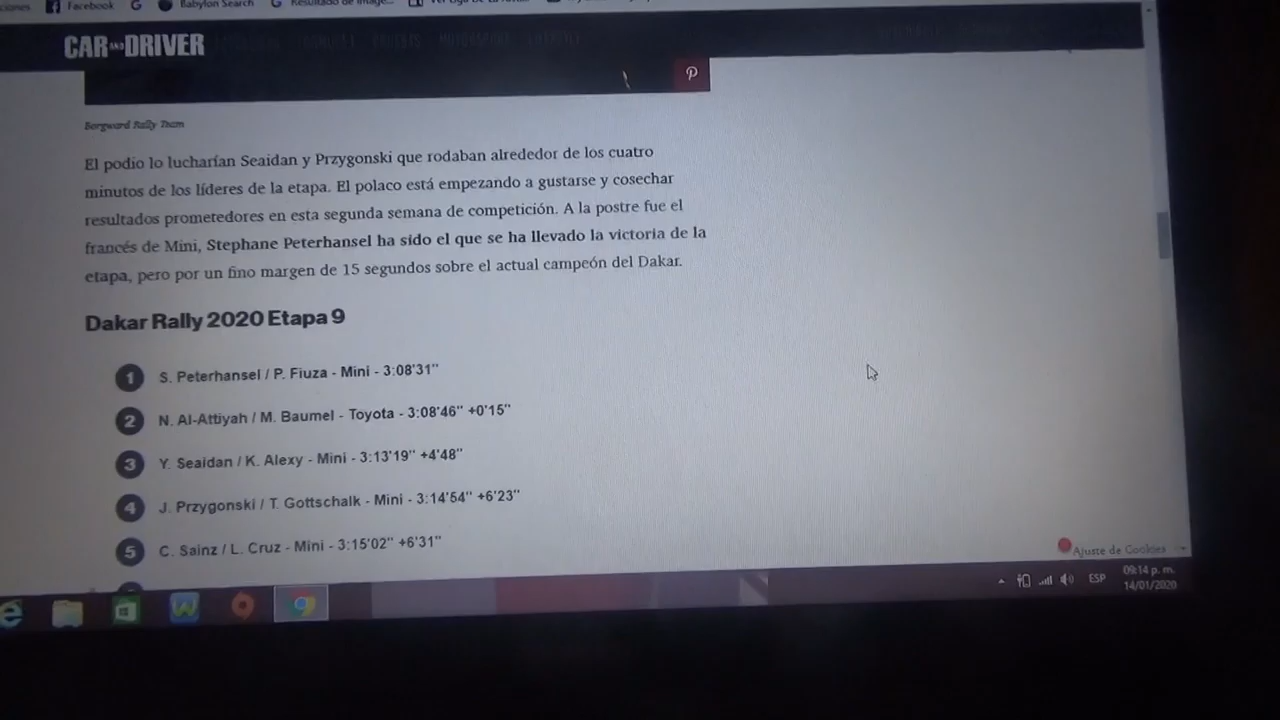 Facebook
G
Babylon Search
G
CAR AND DRIVER
Borgward Rally Team
El podio lo lucharían Seaidan y Przygonski que rodaban alrededor de los cuatro
minutos de los líderes de la etapa. El polaco está empezando a gustarse y cosechar
resultados prometedores en esta segunda semana de competición. A la postre fue el
francés de Mini, Stephane Peterhansel ha sido el que se ha llevado la victoria de la
etapa, pero por un fino margen de 15 segundos sobre el actual campeón del Dakar.
Dakar Rally 2020 Etapa 9
1 S. Peterhansel / P. Fiuza - Mini - 3:08'31''
2 N. Al-Attiyah / M. Baumel - Toyota - 3:08'46'' +0'15''
3 Y. Seaidan / K. Alexy - Mini - 3:13'19'' +4'48''
4 J. Przygonski / T. Gottschalk - Mini - 3:14'54'' +6'23''
5 C. Sainz / L. Cruz - Mini - 3:15'02'' +6'31''
Ajuste de Cookies
ESP
09:14 p. m.
14/01/2020